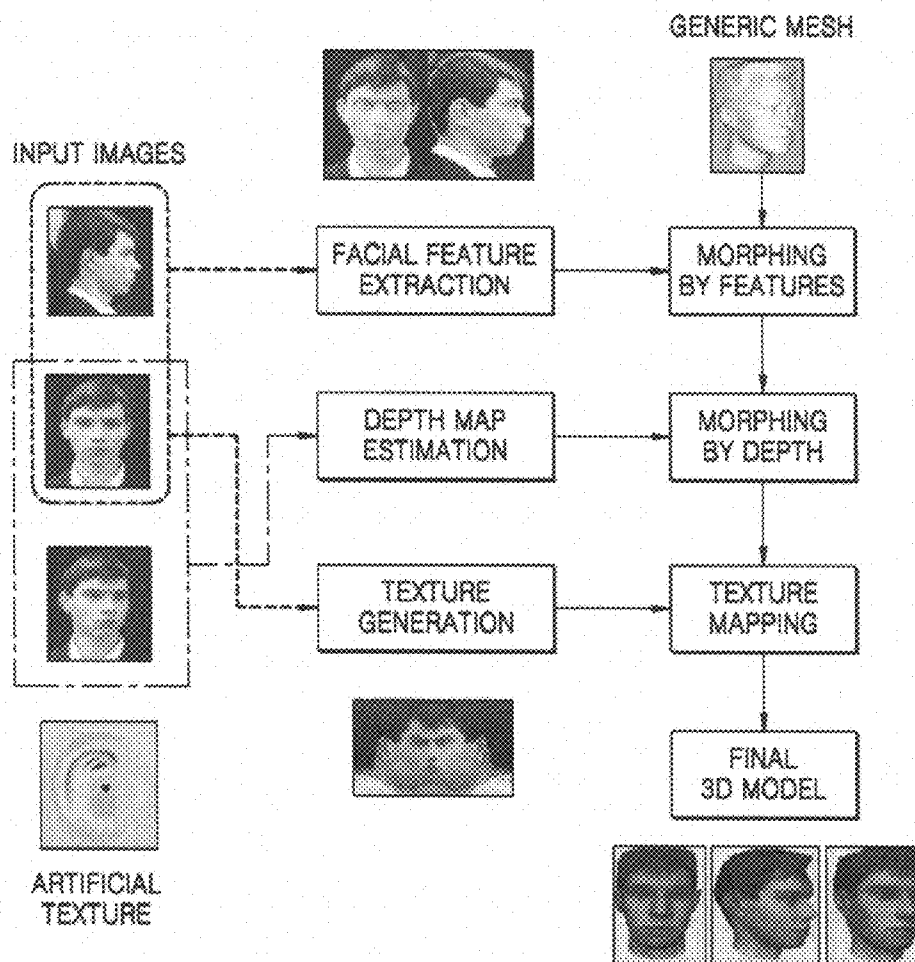 GENERIC MESH
INPUT IMAGES
FACIAL FEATURE
EXTRACTION
MORPHING
BY FEATURES
DEPTH MAP
ESTIMATION
MORPHING
BY DEPTH
TEXTURE
GENERATION
TEXTURE
MAPPING
FINAL
3D MODEL
ARTIFICIAL
TEXTURE